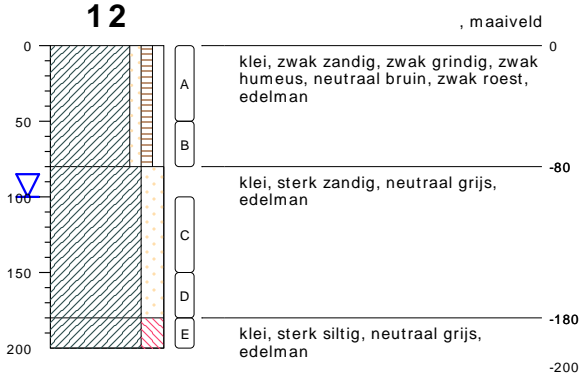 12
, maaiveld
0
0
klei, zwak zandig, zwak grindig, zwak
humeus, neutraal bruin, zwak roest,
edelman
A
50
B
-80
klei, sterk zandig, neutraal grijs,
edelman
100
C
150
D
-180
klei, sterk siltig, neutraal grijs,
edelman
E
200
-200